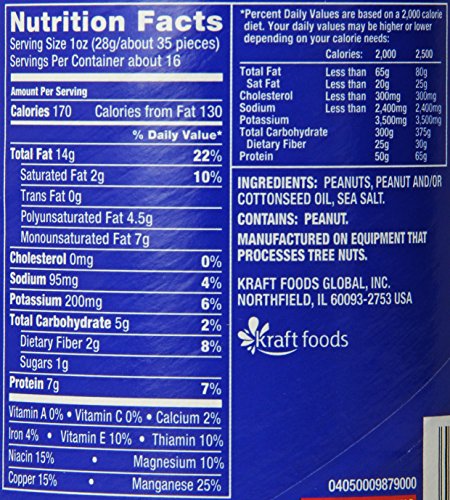 Nutrition Facts
Serving Size 1oz (28g/about 35 pieces)
Servings Per Container about 16
Amount Per Serving
Calories 170 Calories from Fat 130
% Daily Value*
Total Fat 14g 22%
Saturated Fat 2g 10%
Trans Fat 0g
Polyunsaturated Fat 4.5g
Monounsaturated Fat 7g
Cholesterol 0mg 0%
Sodium 95mg 4%
Potassium 200mg 6%
Total Carbohydrate 5g 2%
Dietary Fiber 2g 8%
Sugars 1g
Protein 7g 7%
Vitamin A 0% • Vitamin C 0% • Calcium 2%
Iron 4% • Vitamin E 10% • Thiamin 10%
Niacin 15% • Magnesium 10%
Copper 15% • Manganese 25%
*Percent Daily Values are based on a 2,000 calorie
diet. Your daily values may be higher or lower
depending on your calorie needs:
Calories: 2,000 2,500
Total Fat Less than 65g 80g
Sat Fat Less than 20g 25g
Cholesterol Less than 300mg 300mg
Sodium Less than 2,400mg 2,400mg
Potassium 3,500mg 3,500mg
Total Carbohydrate 300g 375g
Dietary Fiber 25g 30g
Protein 50g 65g
INGREDIENTS: PEANUTS, PEANUT AND/OR
COTTONSEED OIL, SEA SALT.
CONTAINS: PEANUT.
MANUFACTURED ON EQUIPMENT THAT
PROCESSES TREE NUTS.
KRAFT FOODS GLOBAL, INC.
NORTHFIELD, IL 60093-2753 USA
kraft foods
04050009879000